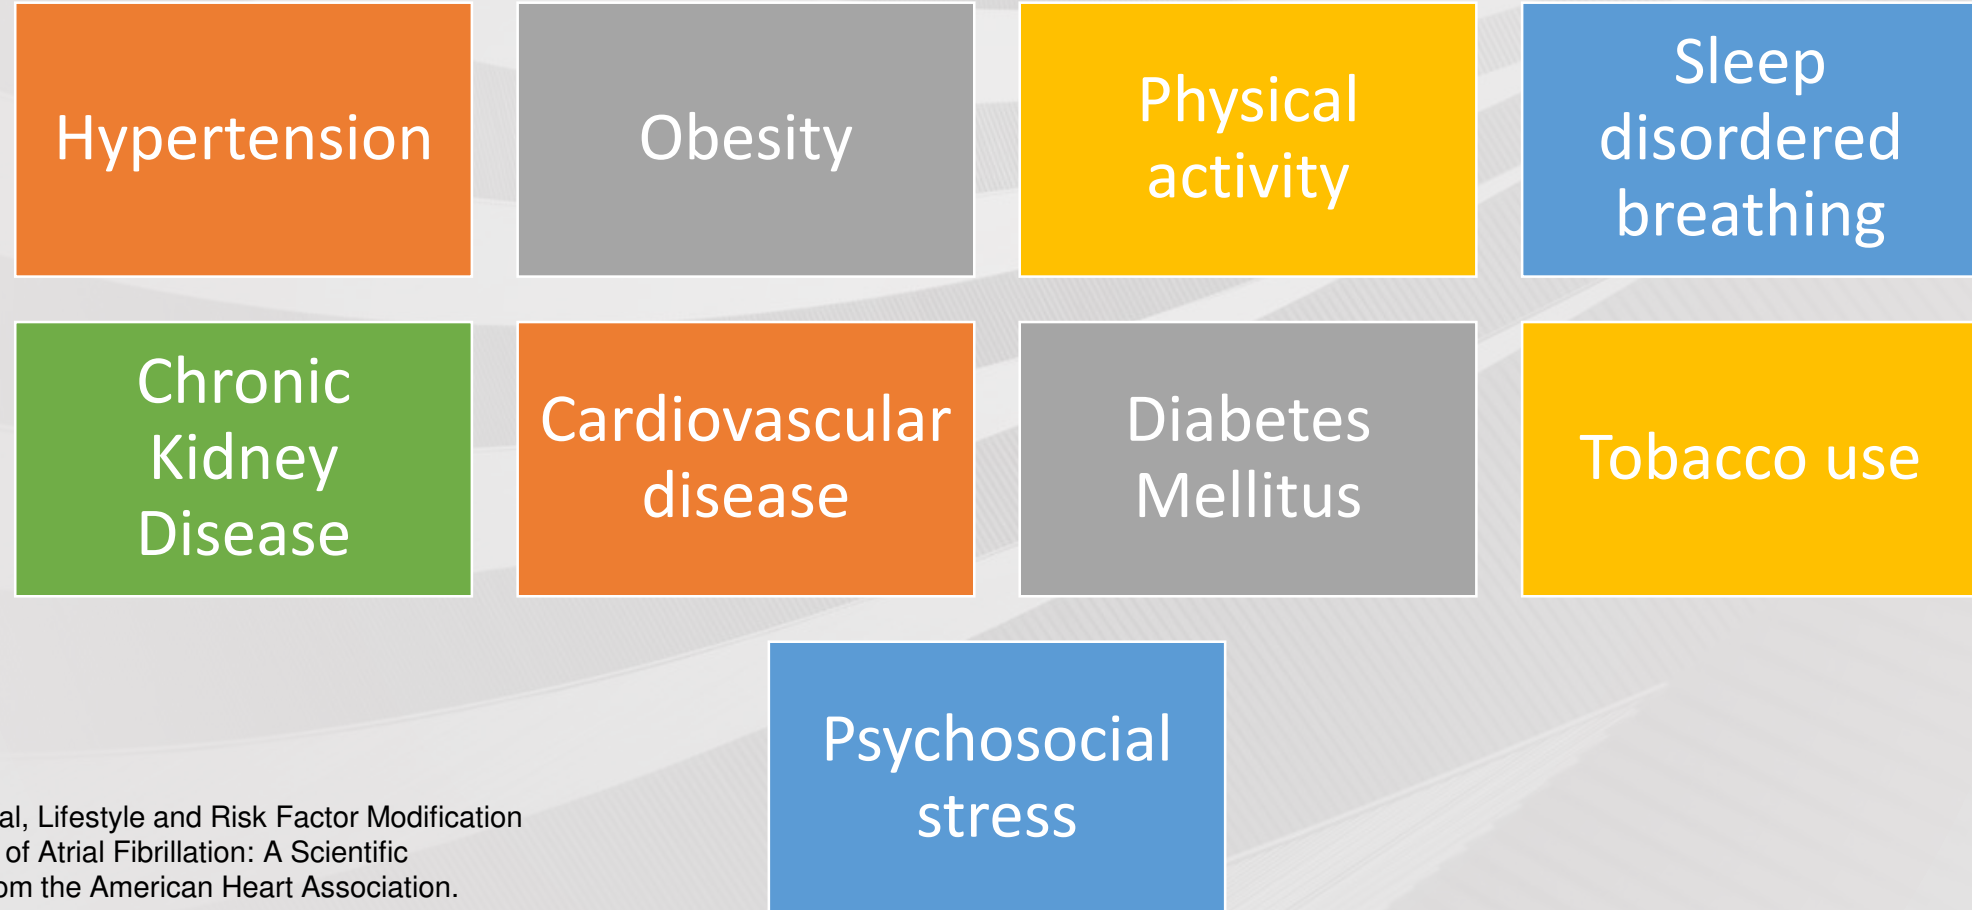 Hypertension
Obesity
Physical
activity
Sleep
disordered
breathing
Chronic
Kidney
Disease
Cardiovascular
disease
Diabetes
Mellitus
Tobacco use
Psychosocial
stress
al, Lifestyle and Risk Factor Modification
of Atrial Fibrillation: A Scientific
om the American Heart Association.